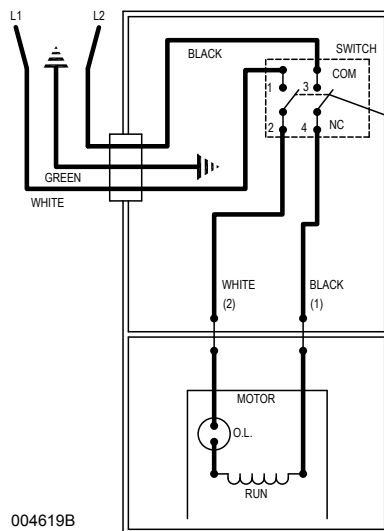 L1
L2
BLACK
SWITCH
COM
1
3
2
4
NC
GREEN
WHITE
WHITE
(2)
BLACK
(1)
MOTOR
O.L.
RUN
004619B